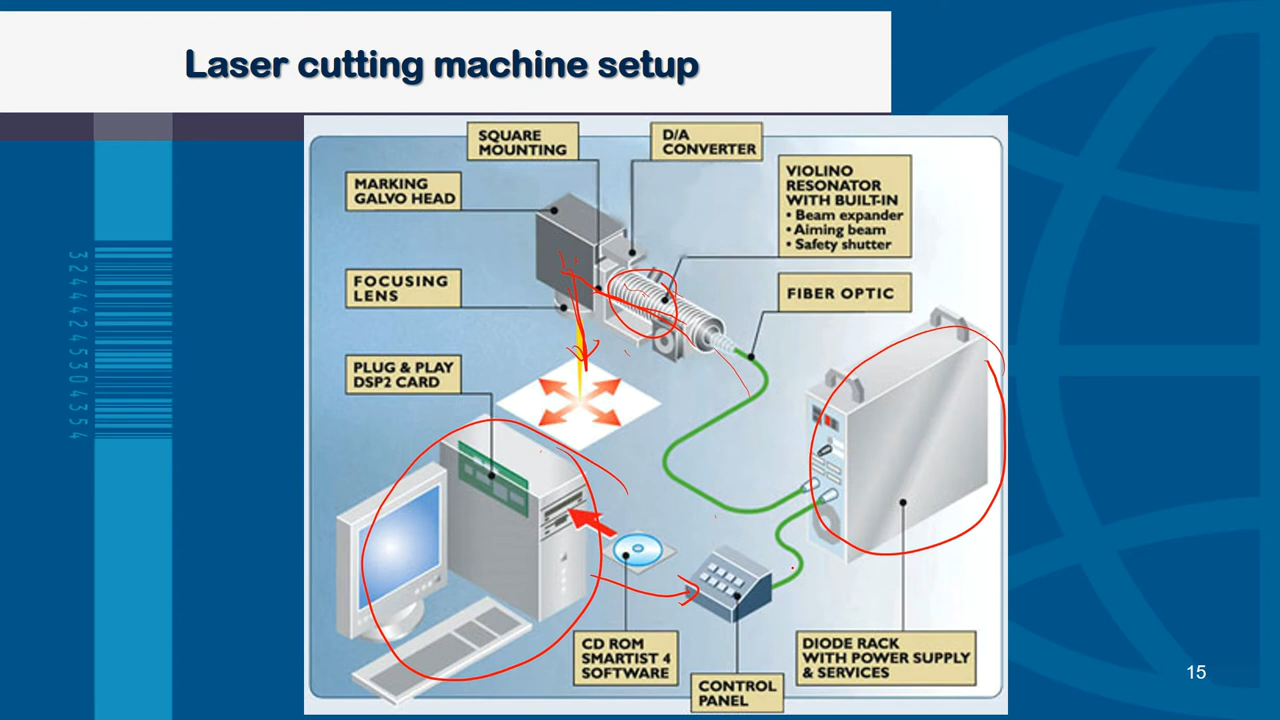 Laser cutting machine setup
SQUARE
MOUNTING
D/A
CONVERTER
MARKING
GALVO HEAD
VIOLINO
RESONATOR
WITH BUILT-IN
• Beam expander
• Aiming beam
• Safety shutter
FOCUSING
LENS
FIBER OPTIC
PLUG & PLAY
DSP2 CARD
CD ROM
SMARTIST 4
SOFTWARE
CONTROL
PANEL
DIODE RACK
WITH POWER SUPPLY
& SERVICES
15
32444245304354